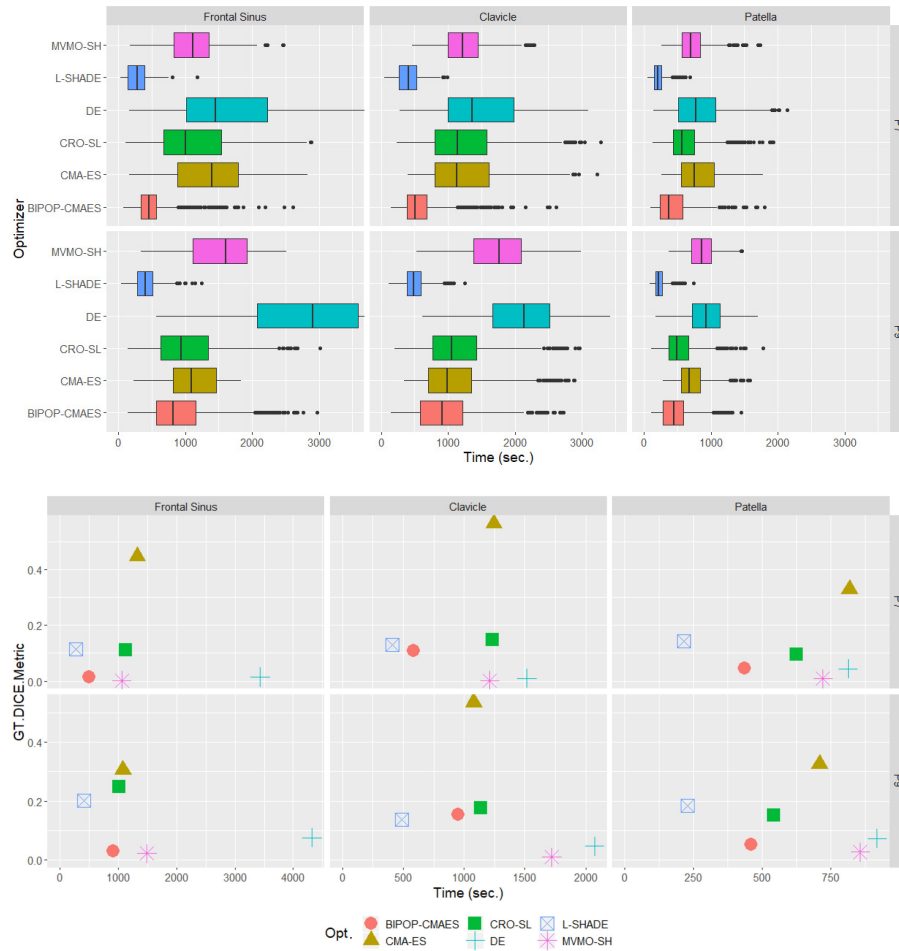 Frontal Sinus
Clavicle
Patella
MVMO-SH
L-SHADE
DE
CRO-SL
CMA-ES
BIPOP-CMAES
MVMO-SH
L-SHADE
DE
CRO-SL
CMA-ES
BIPOP-CMAES
Optimizer
0 1000 2000 3000
0 1000 2000 3000
0 1000 2000 3000
Time (sec.)
Frontal Sinus
Clavicle
Patella
0.4
0.2
0.0
0.4
0.2
0.0
GT.DICE.Metric
0 1000 2000 3000 4000
0 500 1000 1500 2000
0 250 500 750
Time (sec.)
Opt.
BIPOP-CMAES
CRO-SL
L-SHADE
CMA-ES
DE
MVMO-SH